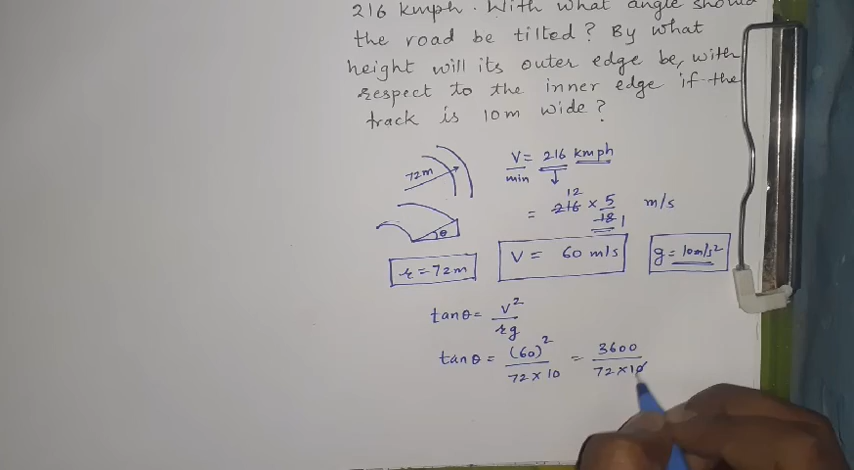 216 kmph. With what angle should
the road be tilted? By what
height will its outer edge be, with
respect to the inner edge if the
track is 10m wide?
72m
V = 216 kmph
min
12
= 216 × 5/18 m/s
1
θ
r = 72m
V = 60 m/s
g = 10m/s²
tanθ = V²/rg
tanθ = (60)²/72 × 10 = 3600/72 × 10